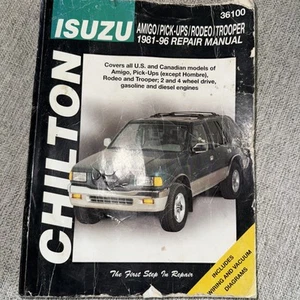 36100
ISUZU
AMIGO/PICK-UPS/RODEO/TROOPER
1981-96 REPAIR MANUAL
Covers all U.S. and Canadian models of
Amigo, Pick-Ups (except Hombre),
Rodeo and Trooper; 2 and 4 wheel drive,
gasoline and diesel engines
CHILTON
INCLUDES
WIRING AND VACUUM
DIAGRAMS
The First Step In Repair